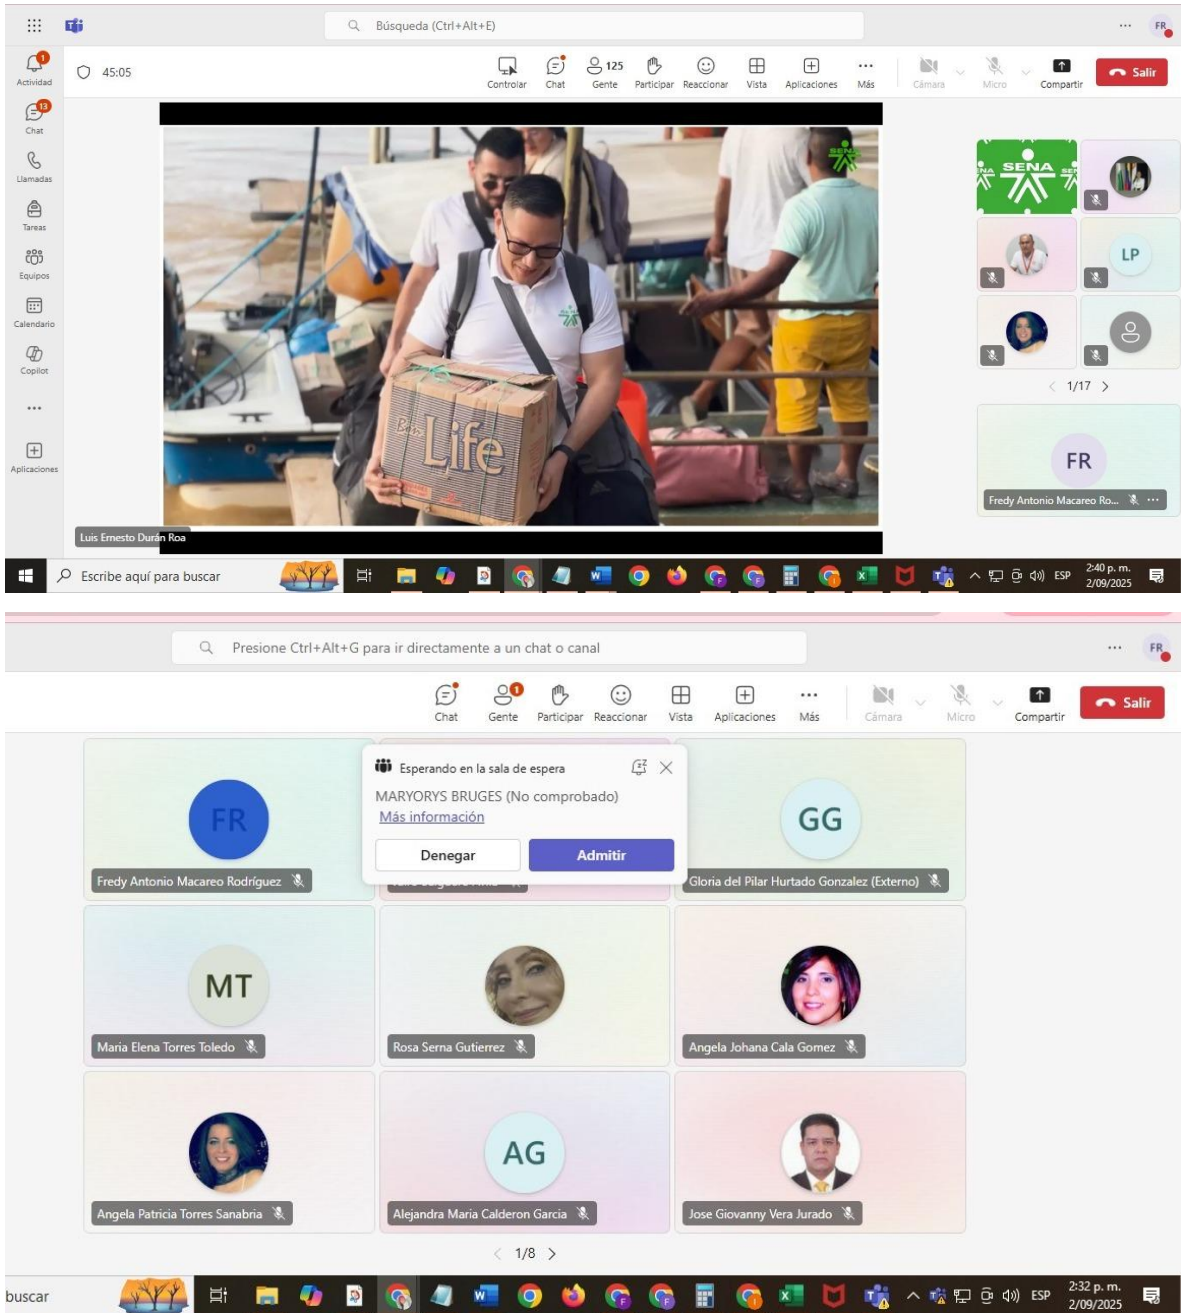 Búsqueda (Ctrl+Alt+E)
FR
1
Actividad
45:05
Controlar
Chat
125
Gente
Participar
Reaccionar
Vista
Aplicaciones
Más
Cámara
Micro
Compartir
Salir
13
Chat
Llamadas
Tareas
Equipos
Calendario
Copilot
Aplicaciones
SENA
Life
SENA
LP
1/17
FR
Fredy Antonio Macareo Ro...
Luis Ernesto Durán Roa
Escribe aquí para buscar
ESP
2:40 p. m.
2/09/2025
Presione Ctrl+Alt+G para ir directamente a un chat o canal
FR
Chat
1
Gente
Participar
Reaccionar
Vista
Aplicaciones
Más
Cámara
Micro
Compartir
Salir
Esperando en la sala de espera
MARYORYS BRUGES (No comprobado)
Más información
Denegar
Admitir
FR
Fredy Antonio Macareo Rodríguez
GG
Gloria del Pilar Hurtado Gonzalez (Externo)
MT
Maria Elena Torres Toledo
Rosa Serna Gutierrez
Angela Johana Cala Gomez
Angela Patricia Torres Sanabria
AG
Alejandra Maria Calderon Garcia
Jose Giovanny Vera Jurado
1/8
buscar
ESP
2:32 p. m.
2/09/2025